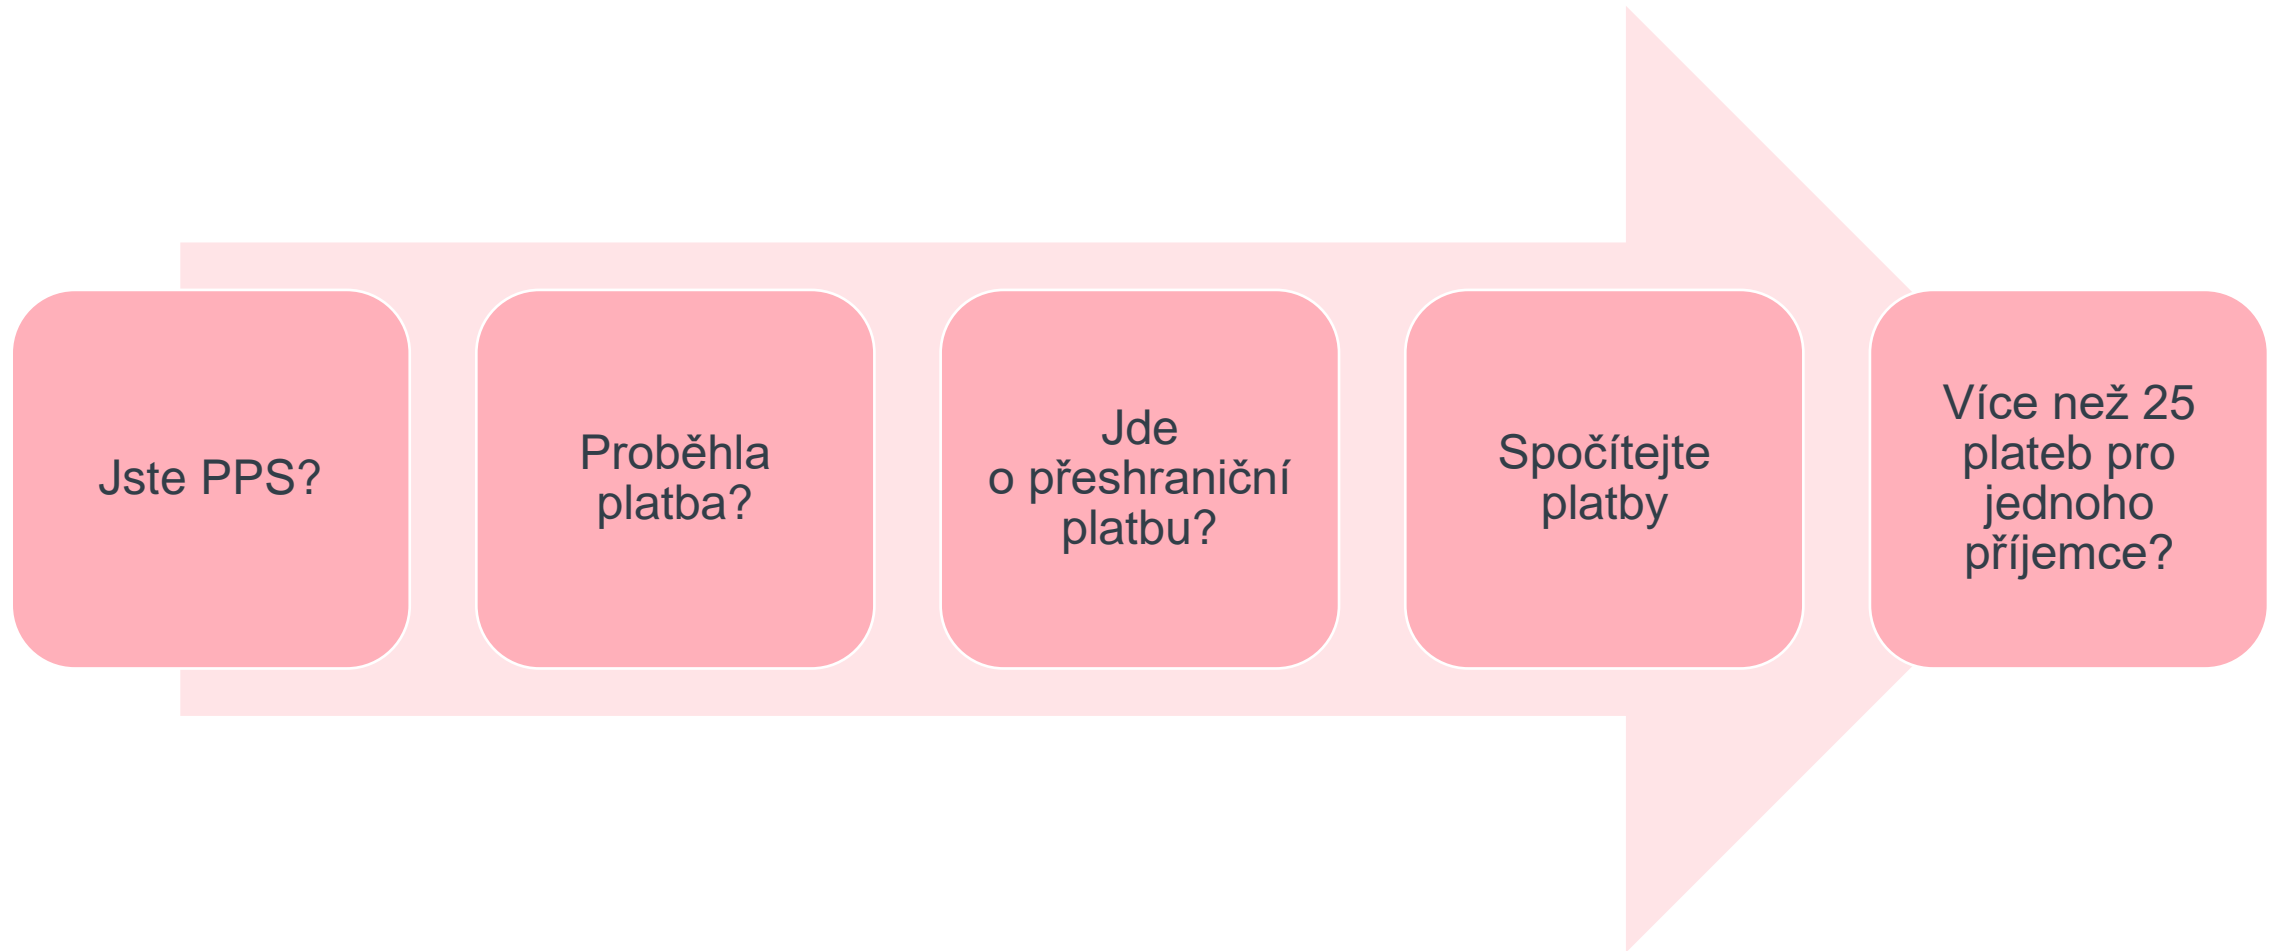 Jste PPS?
Proběhla
platba?
Jde
o přeshraniční
platbu?
Spočítejte
platby
Více než 25
plateb pro
jednoho
příjemce?